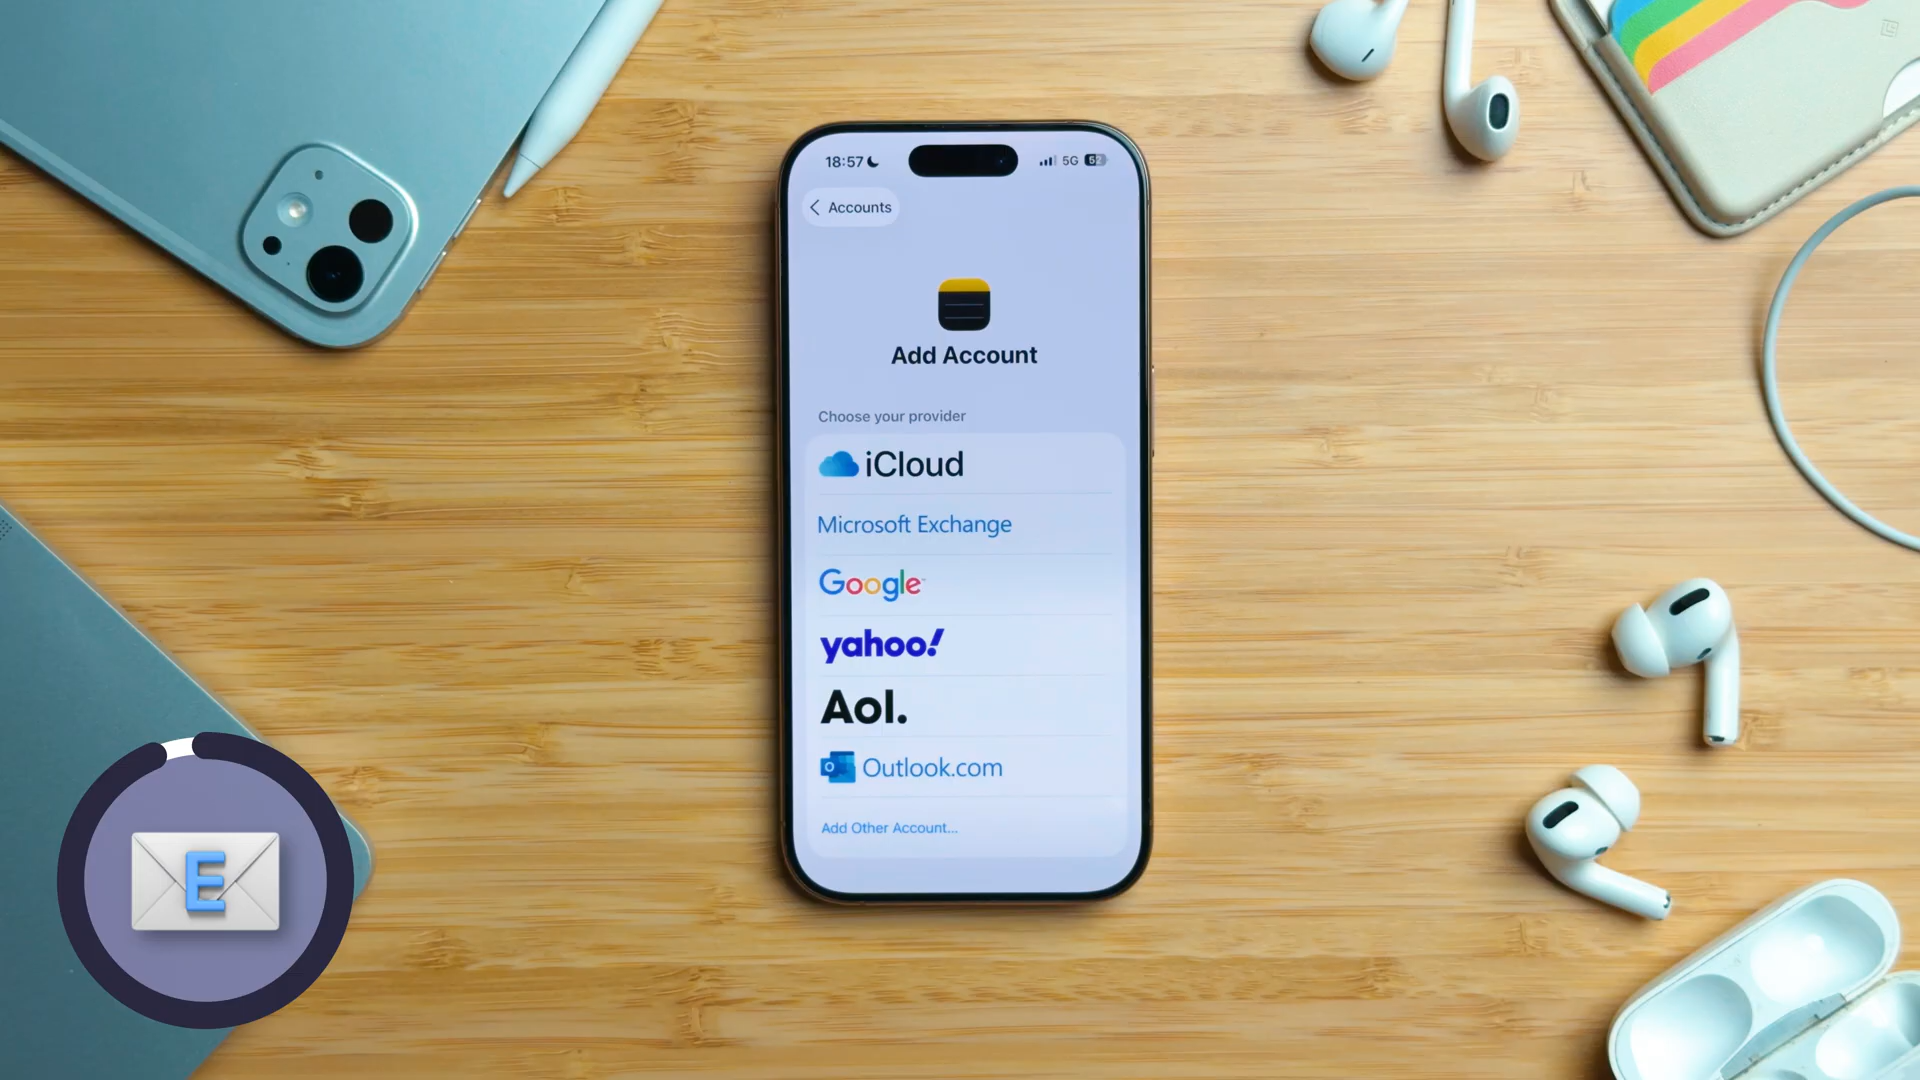 18:57
5G
52
Accounts
Add Account
Choose your provider
iCloud
Microsoft Exchange
Google
yahoo!
Aol.
Outlook.com
Add Other Account...
E